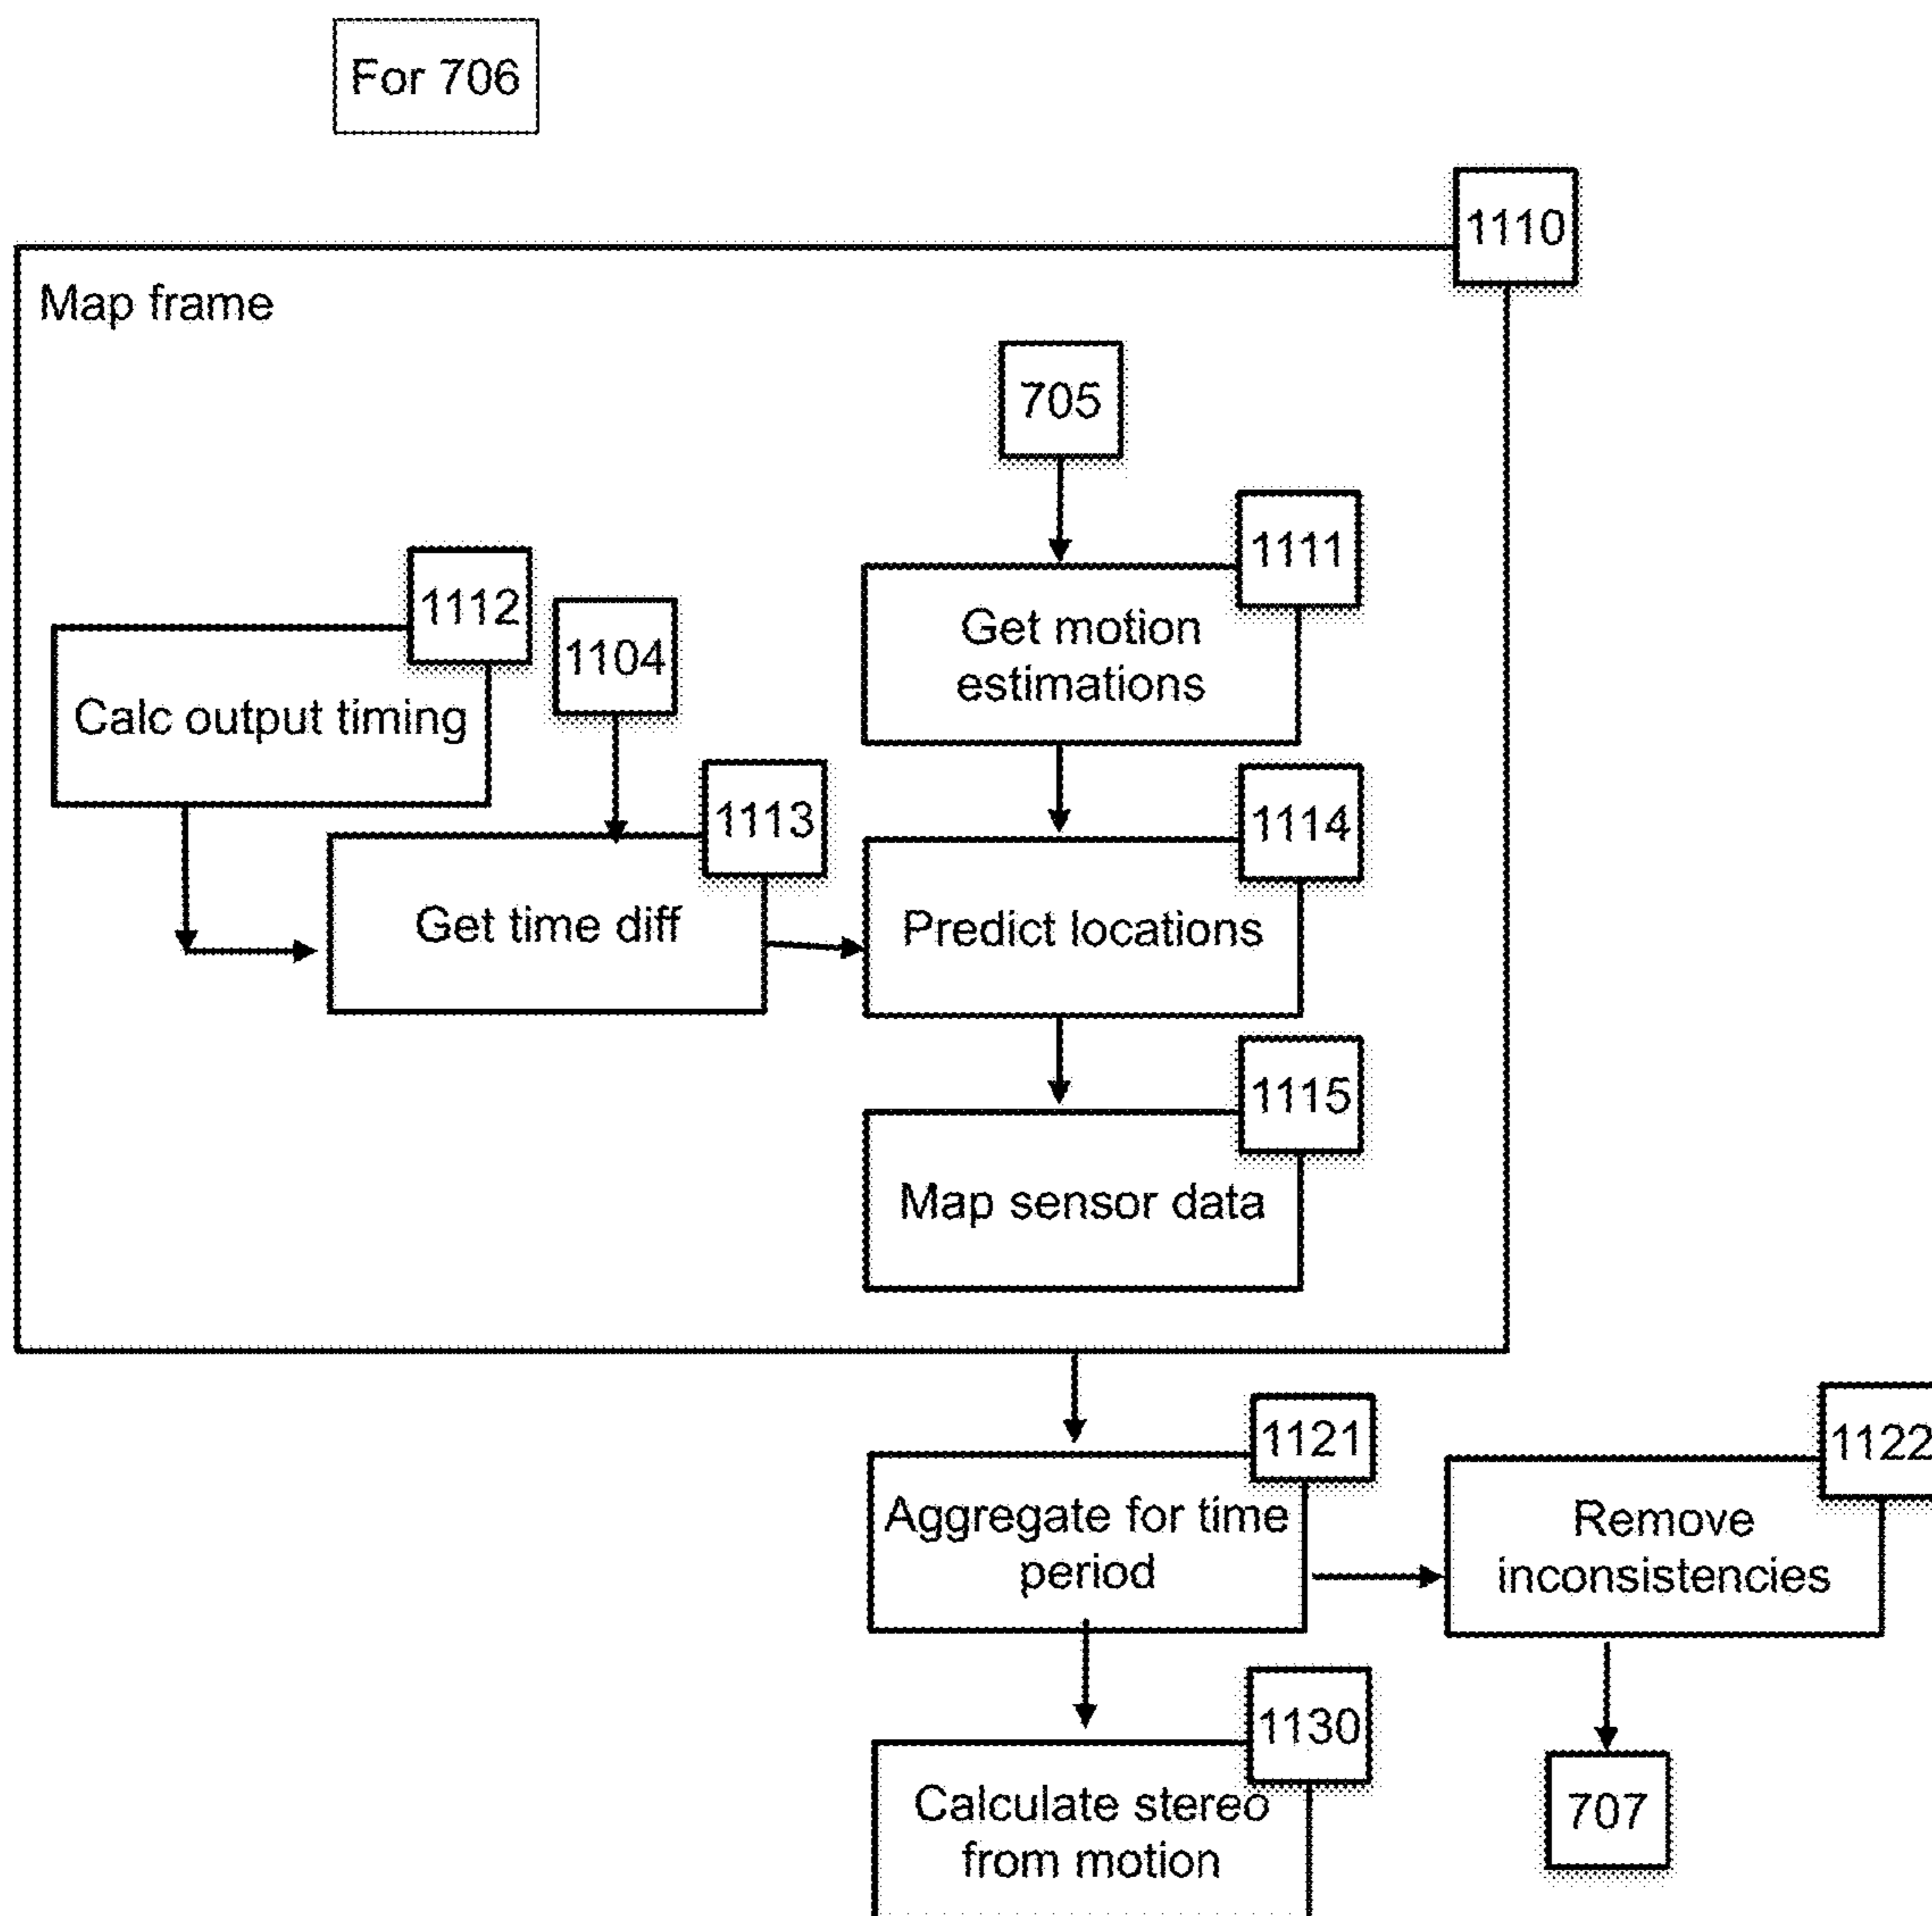 For 706
1110
Map frame
705
1111
Get motion
estimations
1112
1104
Calc output timing
1113
1114
Get time diff
Predict locations
1115
Map sensor data
1121
1122
Aggregate for time
period
Remove
inconsistencies
1130
Calculate stereo
from motion
707